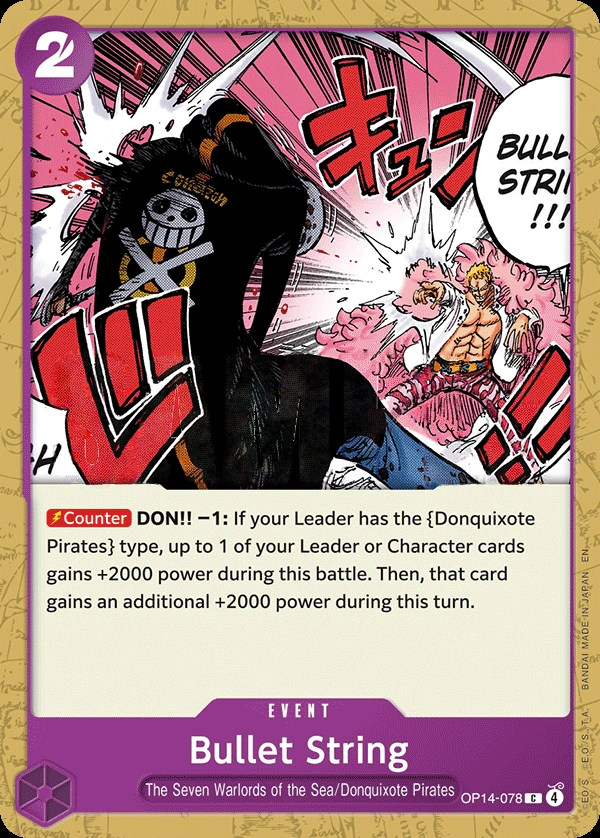 2
キュン
BULL
STRI
!!!
ドズ!!
SH
Counter DON!! −1: If your Leader has the {Donquixote
Pirates} type, up to 1 of your Leader or Character cards
gains +2000 power during this battle. Then, that card
gains an additional +2000 power during this turn.
EVENT
Bullet String
The Seven Warlords of the Sea/Donquixote Pirates
OP14-078 C 4
©E.O./S. ©E.O./S.,T.A. BANDAI MADE IN JAPAN EN